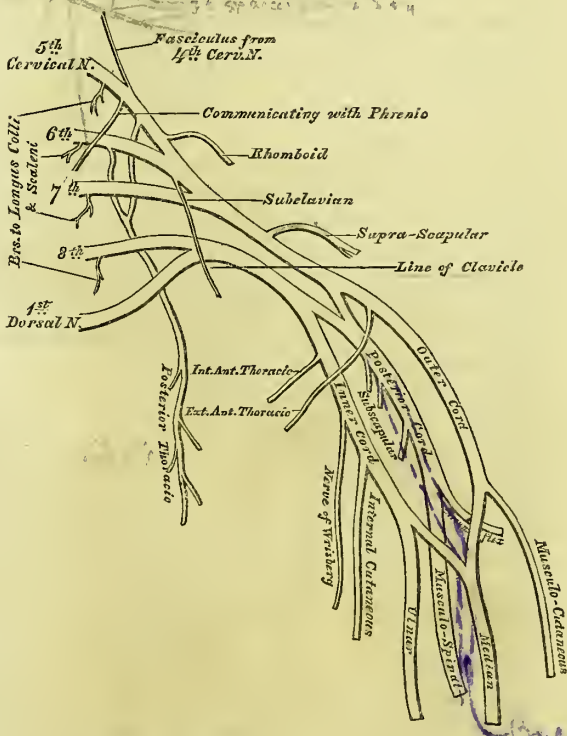 Fasciculus from
4th Cerv. N.
5th
Cervical N.
Communicating with Phrenic
6th
Rhomboid
Brs. to Longus Colli
& Scaleni
7th
Subclavian
Supra-Scapular
8th
Line of Clavicle
1st
Dorsal N.
Int. Ant. Thoracic
Ext. Ant. Thoracic
Posterior Thoracic
Outer Cord
Posterior Cord
Subscapular
Inner Cord
Nerve of Wrisberg
Internal Cutaneous
Ulnar
Musculo-Spiral
Median
Musculo-Cutaneous